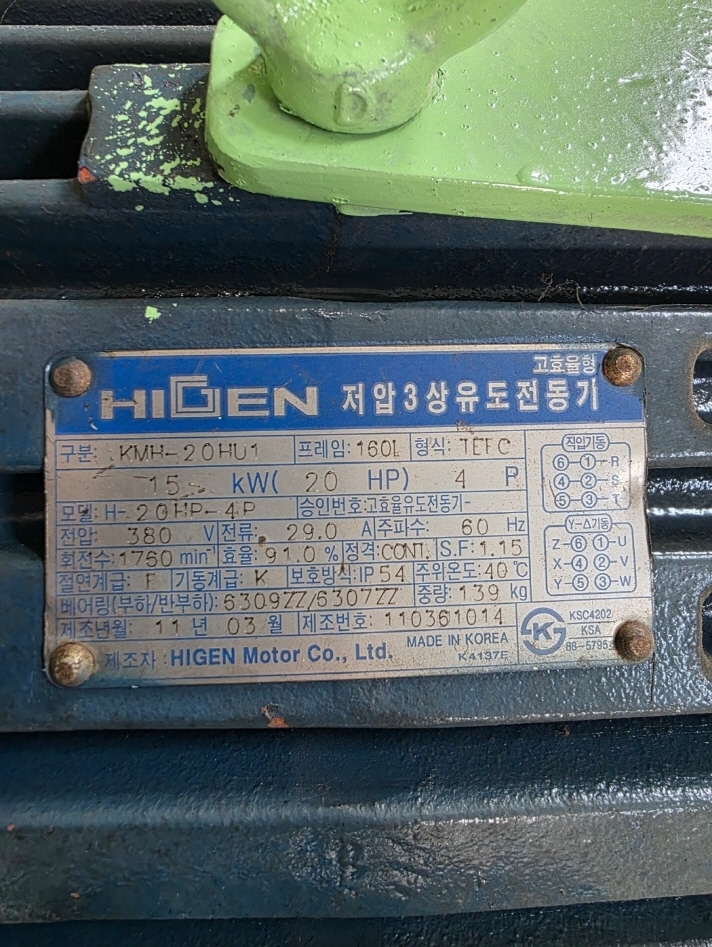 D
고효율형
HIGEN 저압3상유도전동기
구분: KMH-20HU1 프레임: 160L 형식: TEFC
15 kW( 20 HP) 4 P
모델: H-20HP-4P 승인번호:고효율유도전동기-
전압: 380 V 전류: 29.0 A 주파수: 60 Hz
회전수: 1760 min⁻¹ 효율: 91.0 % 정격: CONT. S.F: 1.15
절연계급: F 기동계급: K 보호방식: IP 54 주위온도: 40 ℃
베어링(부하/반부하): 6309ZZ/6307ZZ 중량: 139 kg
제조년월: 11 년 03 월 제조번호: 110361014
제조자 : HIGEN Motor Co., Ltd. MADE IN KOREA
K4137E
직입기동
6 1 R
4 2 S
5 3 T
Y-△기동
Z 6 1 U
X 4 2 V
Y 5 3 W
K
KSC4202
KSA
88-5795